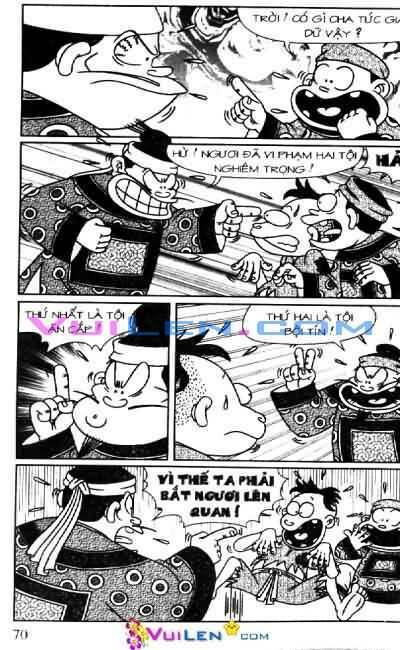 TRỜI! CÓ GÌ CHA TỨC
DỮ VẬY?
HỪ! NGƯƠI ĐÃ VI PHẠM HAI TỘI
NGHIÊM TRỌNG!
HẢ
THỨ NHẤT LÀ TỘI
ĂN CẮP
THỨ HAI LÀ TỘI
BỘI TÍN!
VUILEN.COM
VÌ THẾ TA PHẢI
BẮT NGƯƠI LÊN
QUAN!
70
VUILEN.COM